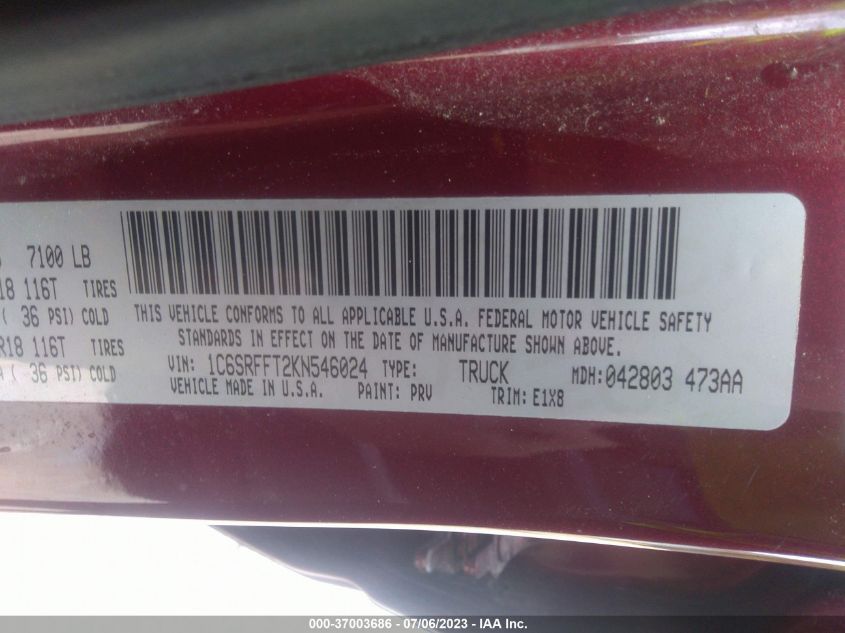 7100 LB
116T TIRES
( 36 PSI) COLD
R18 116T TIRES
( 36 PSI) COLD
THIS VEHICLE CONFORMS TO ALL APPLICABLE U.S.A. FEDERAL MOTOR VEHICLE SAFETY
STANDARDS IN EFFECT ON THE DATE OF MANUFACTURE SHOWN ABOVE.
VIN: 1C6SRFFT2KN546024 TYPE: TRUCK MDH: 042803 473AA
VEHICLE MADE IN U.S.A. PAINT: PRV TRIM: E1X8
000-37003686 - 07/06/2023 - IAA Inc.